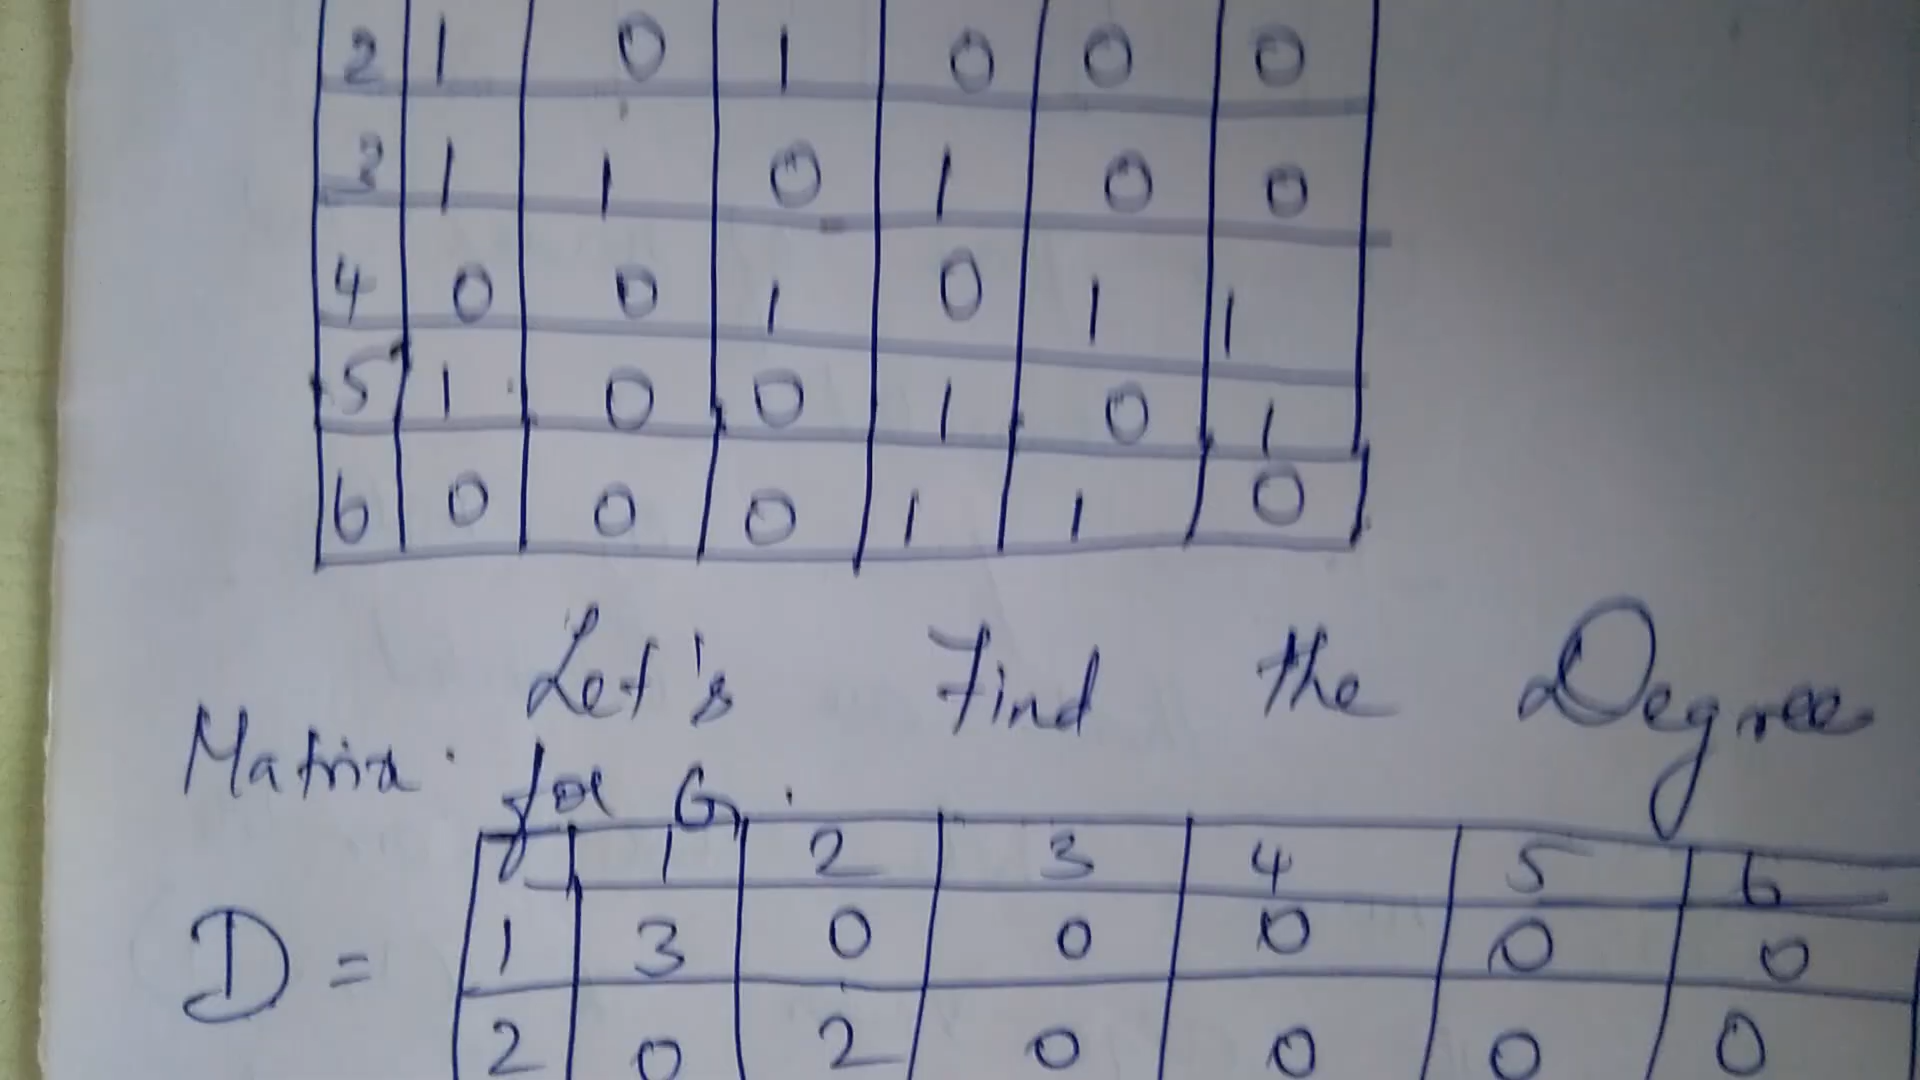 2 1 0 1 0 0 0
3 1 1 0 1 0 0
4 0 0 1 0 1 1
5 1 0 0 1 0 1
6 0 0 0 1 1 0
Let's Find the Degree
Matrix for G.
1 2 3 4 5 6
D = 1 3 0 0 0 0 0
2 0 2 0 0 0 0